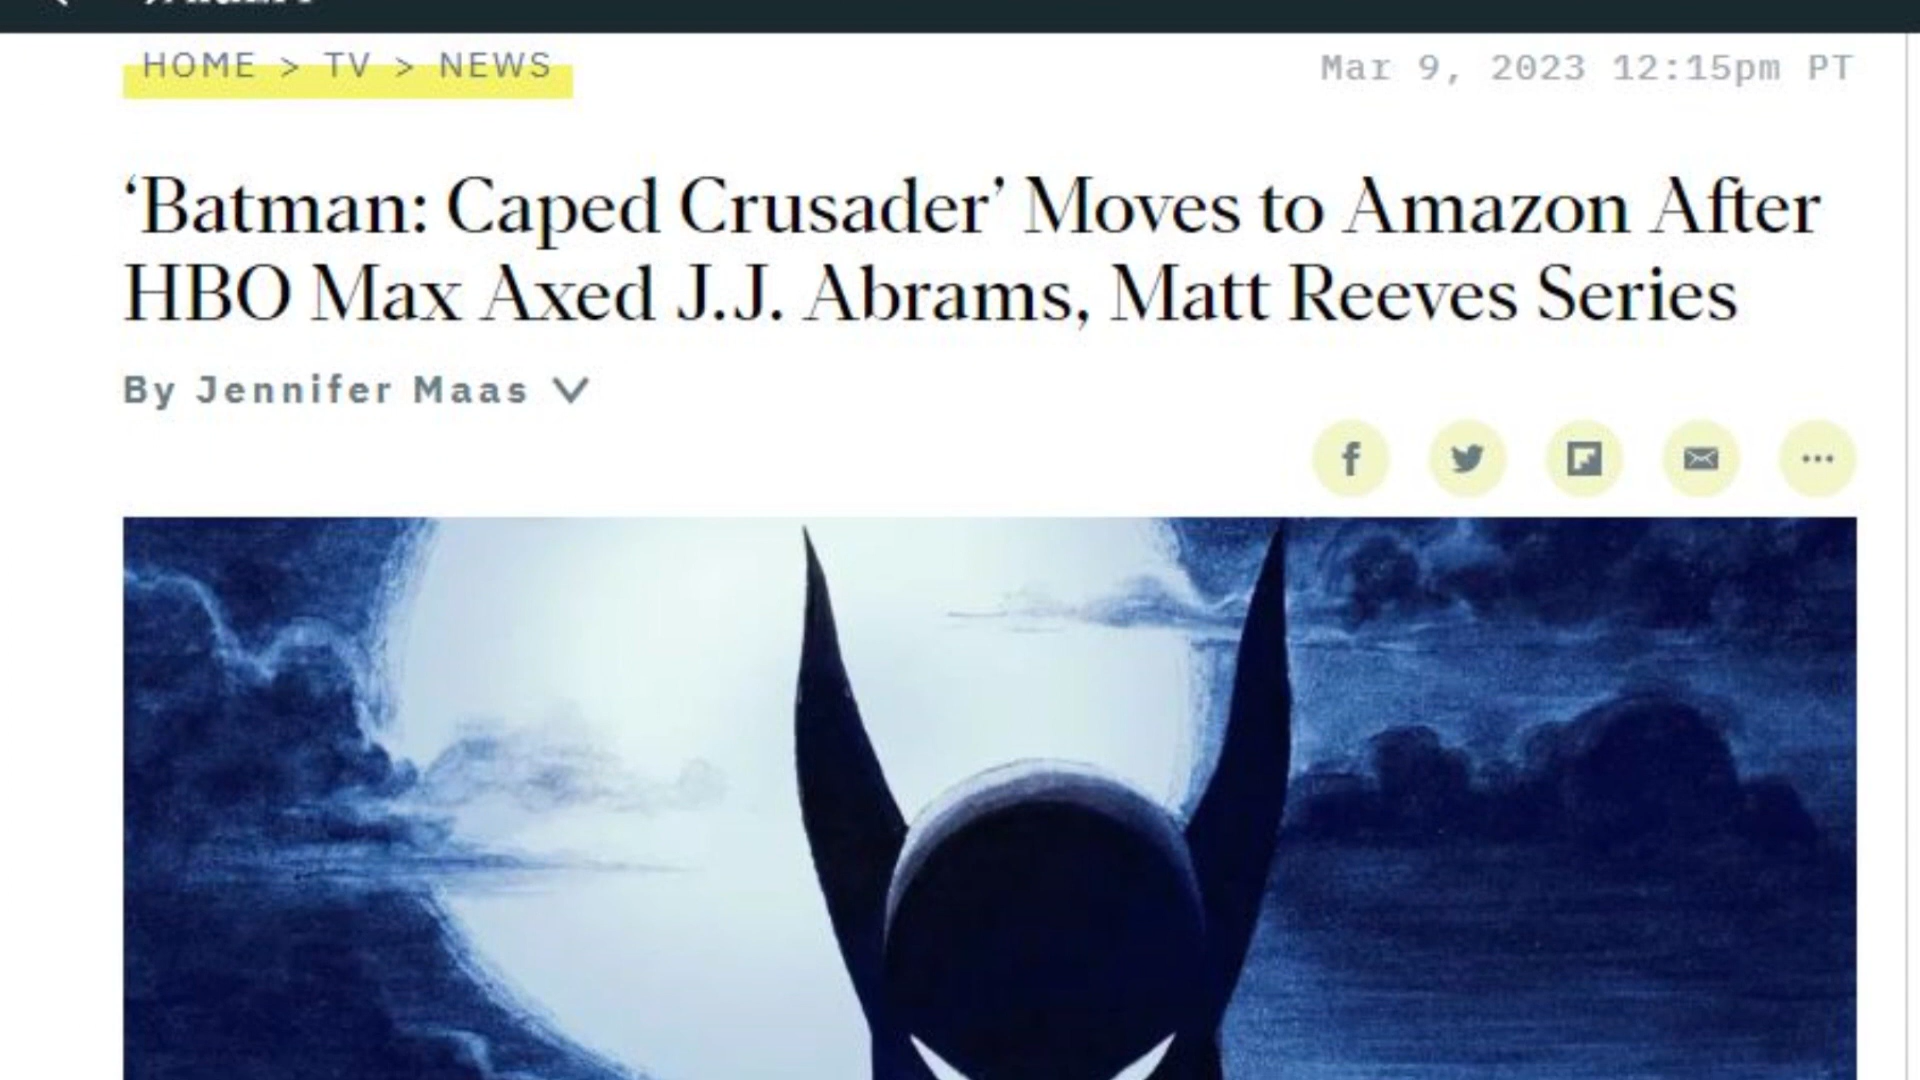 HOME > TV > NEWS
Mar 9, 2023 12:15pm PT
‘Batman: Caped Crusader’ Moves to Amazon After
HBO Max Axed J.J. Abrams, Matt Reeves Series
By Jennifer Maas